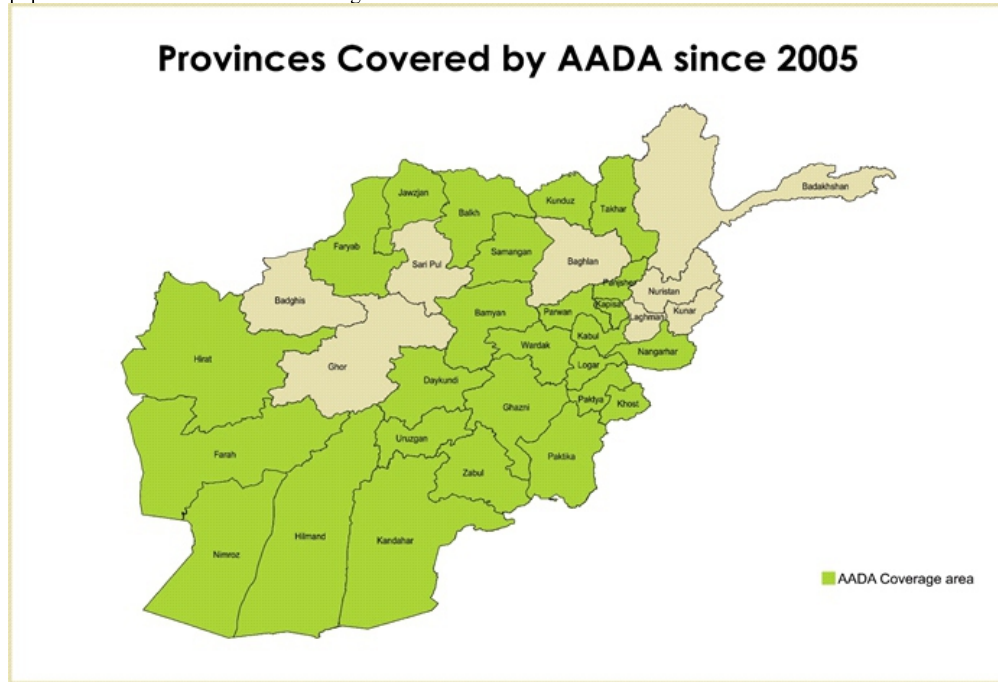 Provinces Covered by AADA since 2005
Badakhshan
Jawzjan
Kunduz
Takhar
Balkh
Faryab
Samangan
Sari Pul
Baghlan
Panjsher
Nuristan
Badghis
Kapisa
Bamyan
Parwan
Laghman
Kunar
Kabul
Wardak
Nangarhar
Hirat
Ghor
Logar
Daykundi
Paktya
Khost
Ghazni
Uruzgan
Farah
Paktika
Zabul
Hilmand
Kandahar
Nimroz
AADA Coverage area